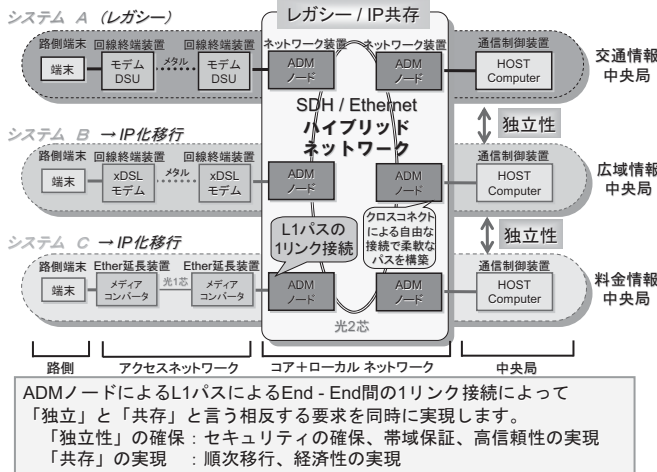 レガシー / IP共存
システム A (レガシー)
路側端末 回線終端装置 回線終端装置 ネットワーク装置 ネットワーク装置 通信制御装置
端末
モデム
DSU
メタル
モデム
DSU
ADM
ノード
ADM
ノード
HOST
Computer
交通情報
中央局
SDH / Ethernet
ハイブリッド
ネットワーク
独立性
システム B → IP化移行
路側端末 回線終端装置 回線終端装置 通信制御装置
端末
xDSL
モデム
メタル
xDSL
モデム
ADM
ノード
ADM
ノード
HOST
Computer
広域情報
中央局
L1パスの
1リンク接続
クロスコネクト
による自由な
接続で柔軟な
パスを構築
独立性
システム C → IP化移行
路側端末 Ether延長装置 Ether延長装置 通信制御装置
端末
メディア
コンバータ
光1芯
メディア
コンバータ
ADM
ノード
ADM
ノード
HOST
Computer
料金情報
中央局
光2芯
路側 アクセスネットワーク コア＋ローカル ネットワーク 中央局
ADMノードによるL1パスによるEnd - End間の1リンク接続によって
「独立」と「共存」と言う相反する要求を同時に実現します。
「独立性」の確保：セキュリティの確保、帯域保証、高信頼性の実現
「共存」の実現　：順次移行、経済性の実現